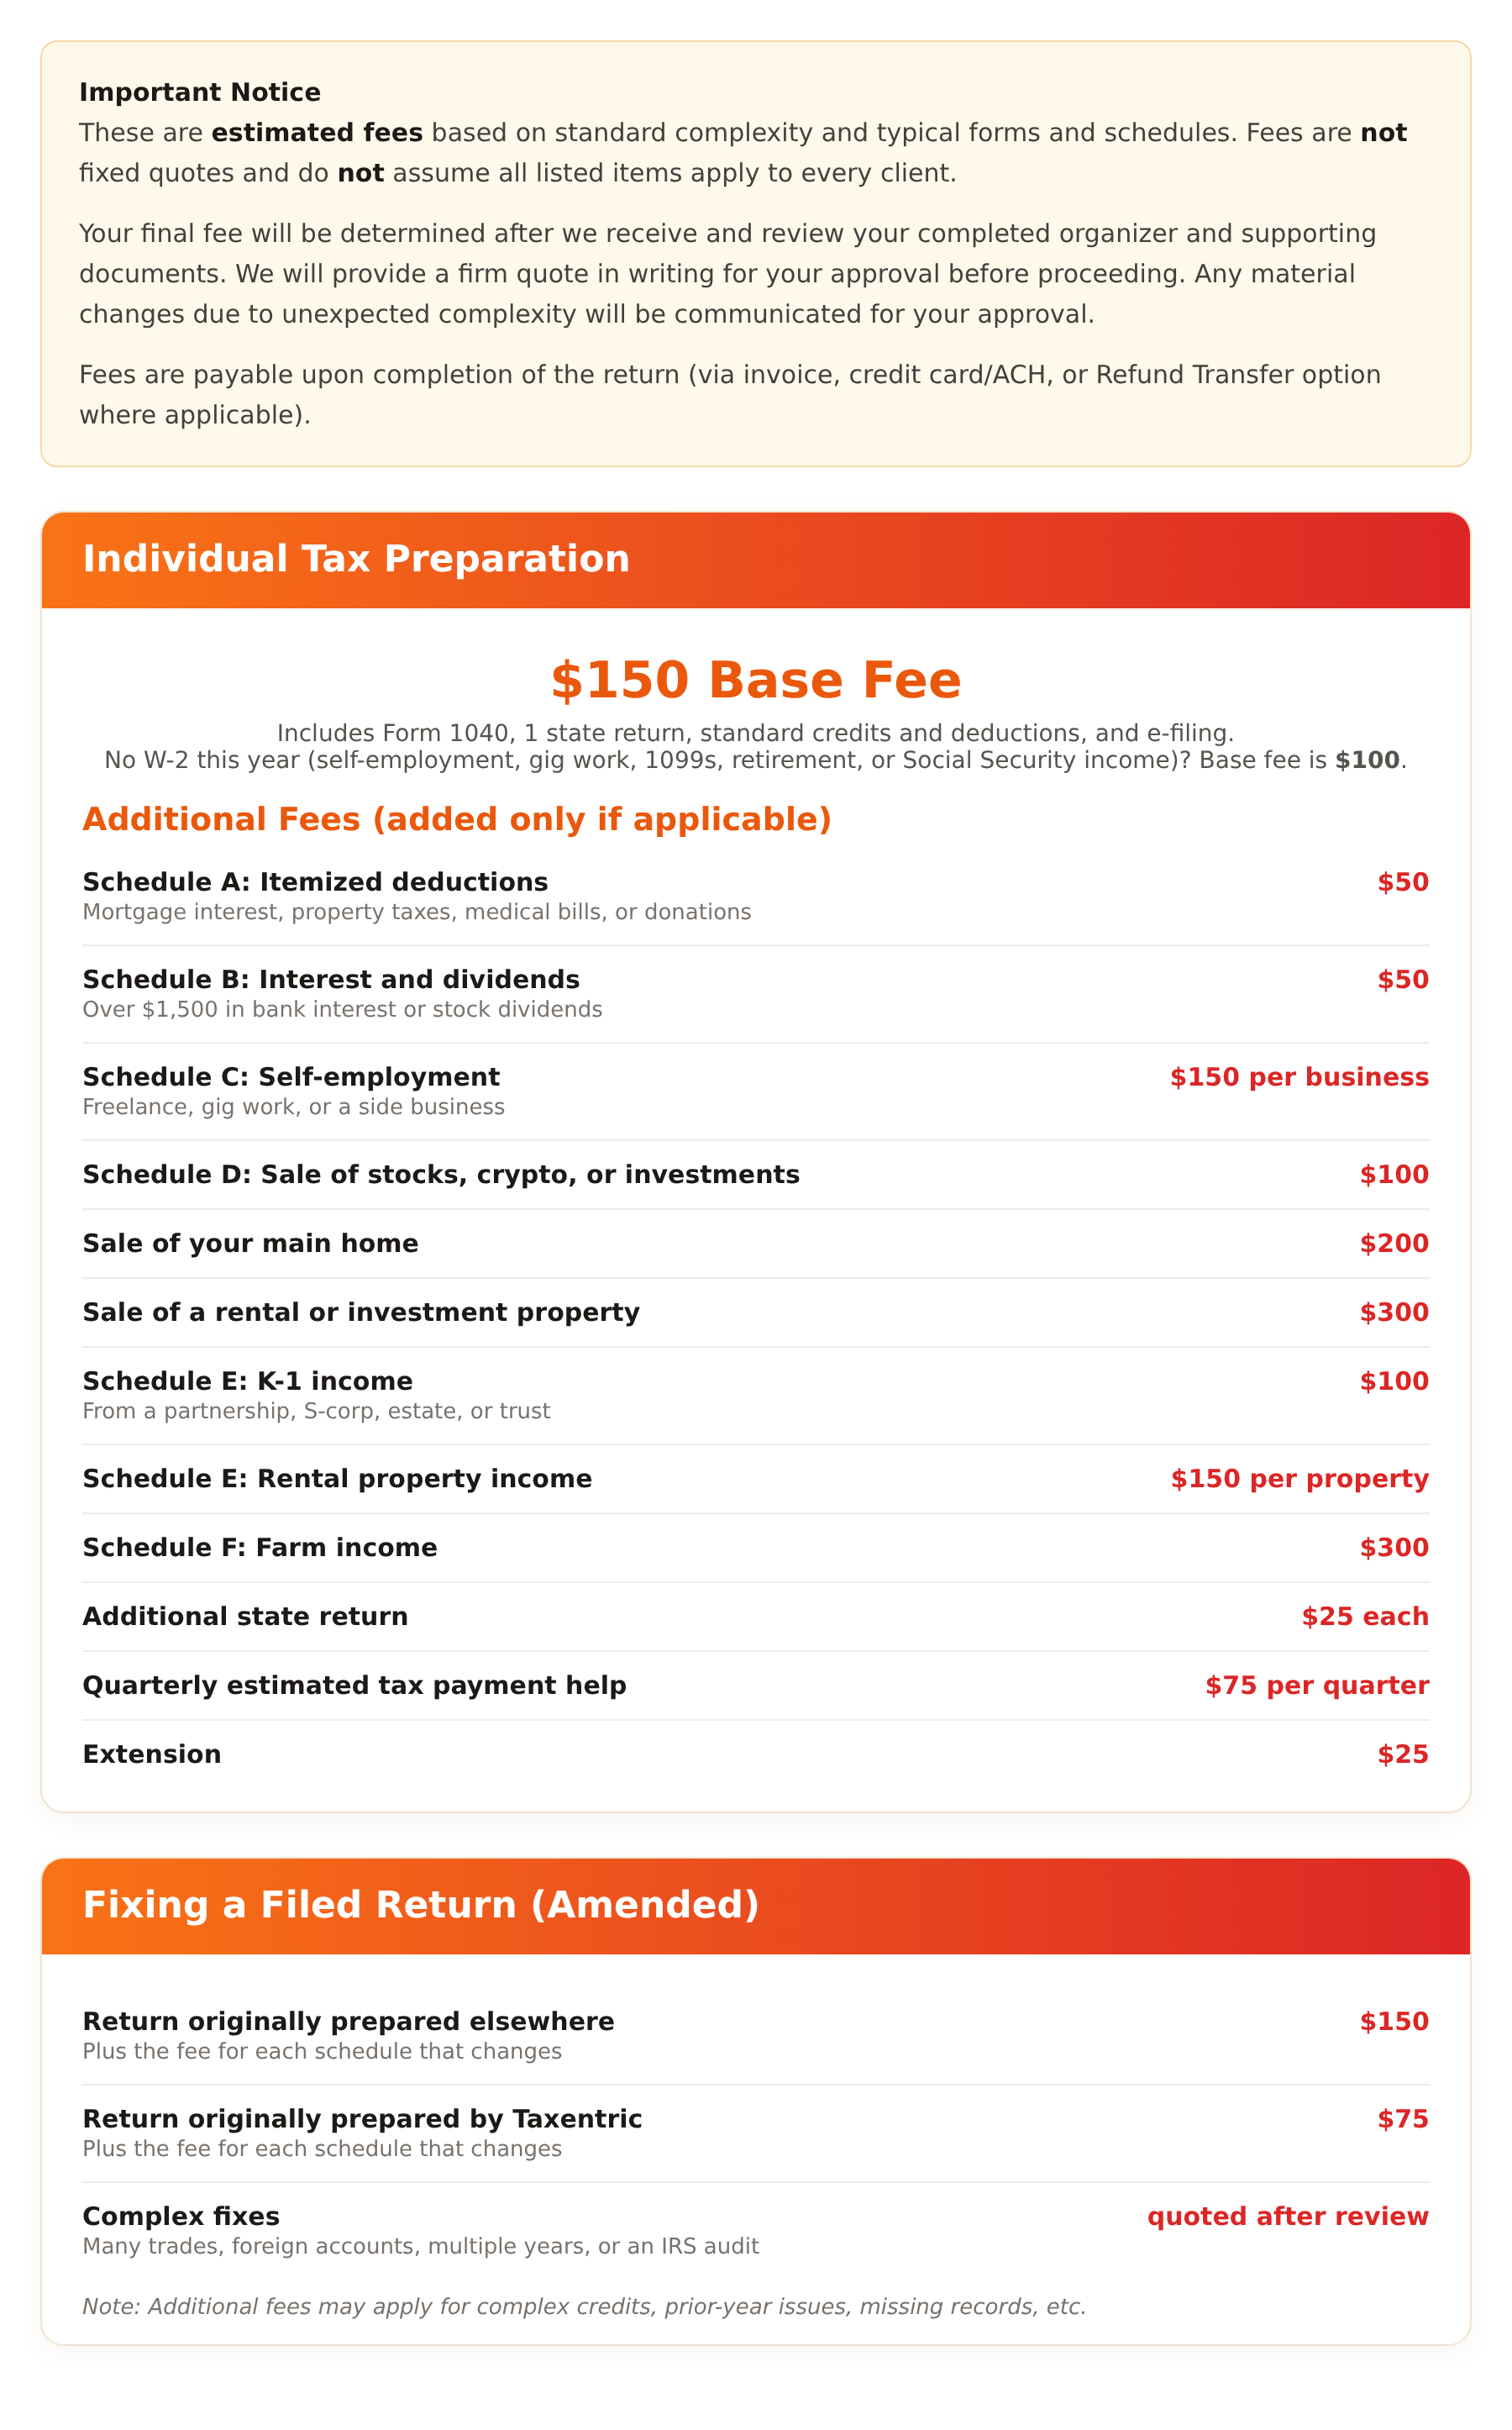 Important Notice
These are estimated fees based on standard complexity and typical forms and schedules. Fees are not
fixed quotes and do not assume all listed items apply to every client.
Your final fee will be determined after we receive and review your completed organizer and supporting
documents. We will provide a firm quote in writing for your approval before proceeding. Any material
changes due to unexpected complexity will be communicated for your approval.
Fees are payable upon completion of the return (via invoice, credit card/ACH, or Refund Transfer option
where applicable).
Individual Tax Preparation
$150 Base Fee
Includes Form 1040, 1 state return, standard credits and deductions, and e-filing.
No W-2 this year (self-employment, gig work, 1099s, retirement, or Social Security income)? Base fee is $100.
Additional Fees (added only if applicable)
Schedule A: Itemized deductions $50
Mortgage interest, property taxes, medical bills, or donations
Schedule B: Interest and dividends $50
Over $1,500 in bank interest or stock dividends
Schedule C: Self-employment $150 per business
Freelance, gig work, or a side business
Schedule D: Sale of stocks, crypto, or investments $100
Sale of your main home $200
Sale of a rental or investment property $300
Schedule E: K-1 income $100
From a partnership, S-corp, estate, or trust
Schedule E: Rental property income $150 per property
Schedule F: Farm income $300
Additional state return $25 each
Quarterly estimated tax payment help $75 per quarter
Extension $25
Fixing a Filed Return (Amended)
Return originally prepared elsewhere $150
Plus the fee for each schedule that changes
Return originally prepared by Taxentric $75
Plus the fee for each schedule that changes
Complex fixes quoted after review
Many trades, foreign accounts, multiple years, or an IRS audit
Note: Additional fees may apply for complex credits, prior-year issues, missing records, etc.